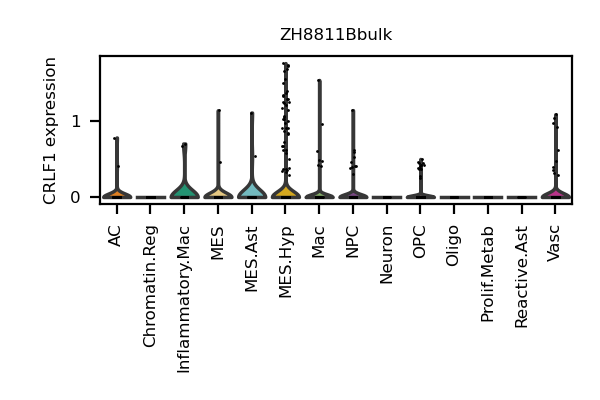 ZH8811Bbulk
CRLF1 expression
1
0
AC
Chromatin.Reg
Inflammatory.Mac
MES
MES.Ast
MES.Hyp
Mac
NPC
Neuron
OPC
Oligo
Prolif.Metab
Reactive.Ast
Vasc